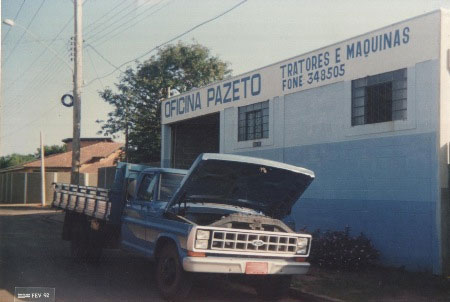 OFICINA PAZETO
TRATORES E MAQUINAS
FONE 348505
FEV 92